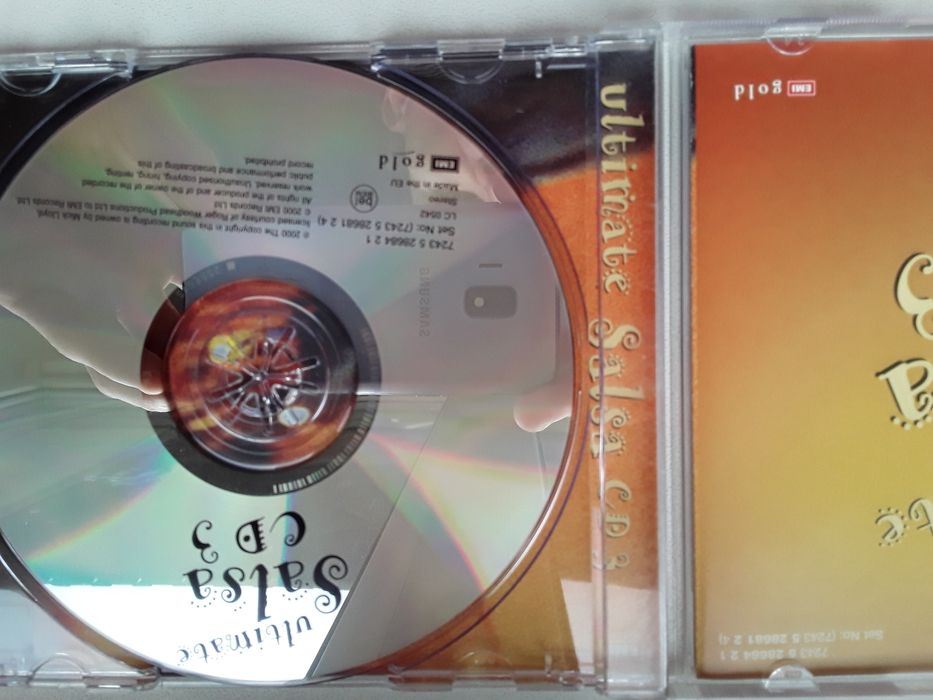 ultimate
Salsa
CD 3
7243 5 28684 2 1
Set No: (7243 5 28681 2 4)
LC 0542
Stereo
Made in the EU
EMI gold
℗ 2000 The copyright in this sound recording is owned by Mick Lloyd,
licensed courtesy of Roger Woodhead Productions Ltd to EMI Records Ltd.
© 2000 EMI Records Ltd
All rights of the producer and of the owner of the recorded
work reserved. Unauthorised copying, hiring, renting,
public performance and broadcasting of this
record prohibited.
SAMSUNG
ultimate Salsa CD 3
EMI gold
7243 5 28684 2 1
Set No: (7243 5 28681 2 4)